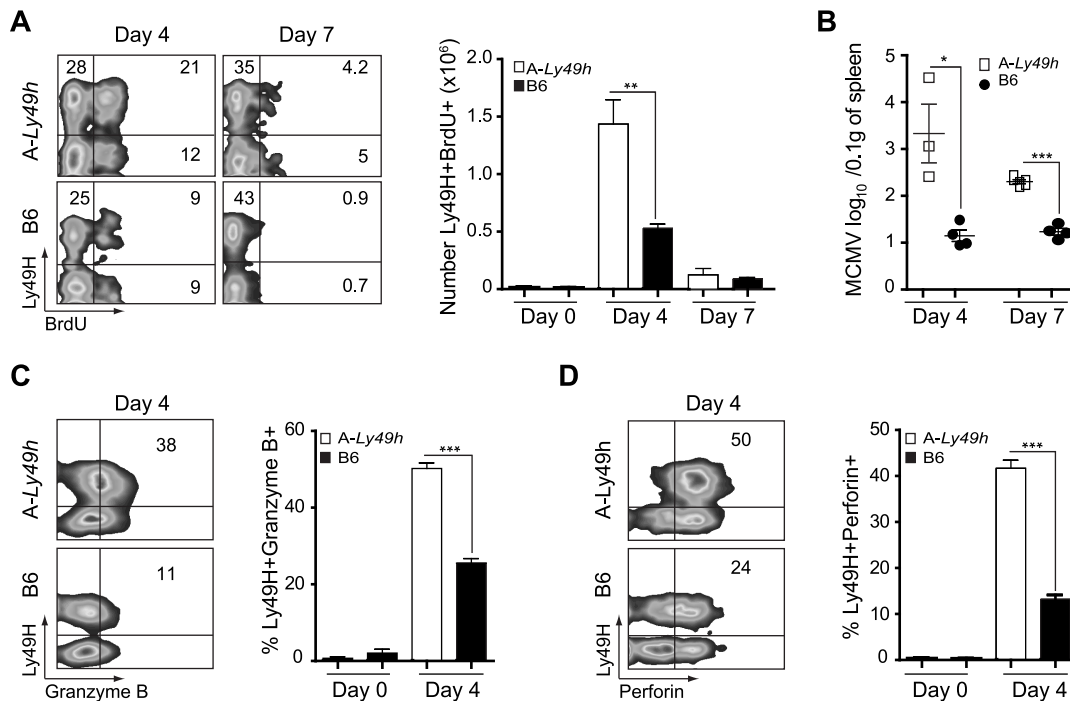 A
Day 4 Day 7
28 21 35 4.2
12 5
A-Ly49h
25 9 43 0.9
9 0.7
B6
Ly49H
BrdU
Number Ly49H+BrdU+ (x10⁶)
A-Ly49h
B6
**
2.0
1.5
1.0
0.5
0
Day 0 Day 4 Day 7
B
MCMV log₁₀ /0.1g of spleen
A-Ly49h
B6
*
***
5
4
3
2
1
0
Day 4 Day 7
C
Day 4
A-Ly49h
38
B6
11
Ly49H
Granzyme B
% Ly49H+Granzyme B+
A-Ly49h
B6
***
60
40
20
0
Day 0 Day 4
D
Day 4
A-Ly49h
50
B6
24
Ly49H
Perforin
% Ly49H+Perforin+
A-Ly49h
B6
***
50
40
30
20
10
0
Day 0 Day 4